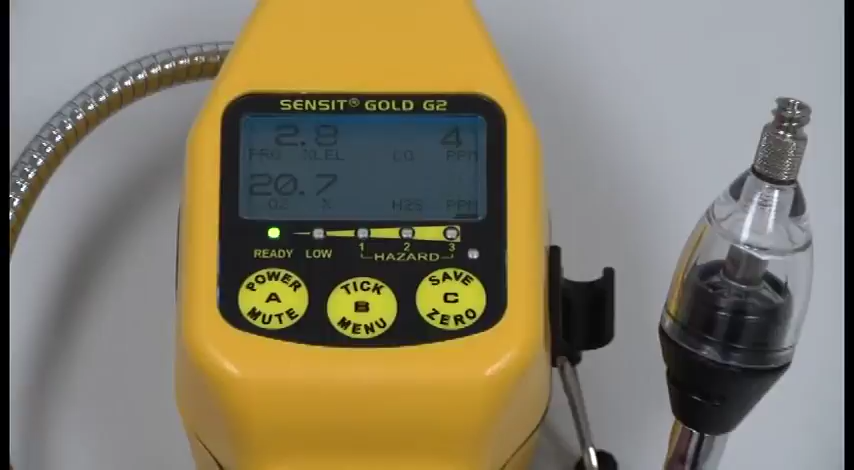 SENSIT® GOLD G2
2.8 4
PRG %LEL CO PPM
20.7
O2 % H2S PPM
READY LOW 1 2 3
HAZARD
POWER A MUTE
TICK B MENU
SAVE C ZERO